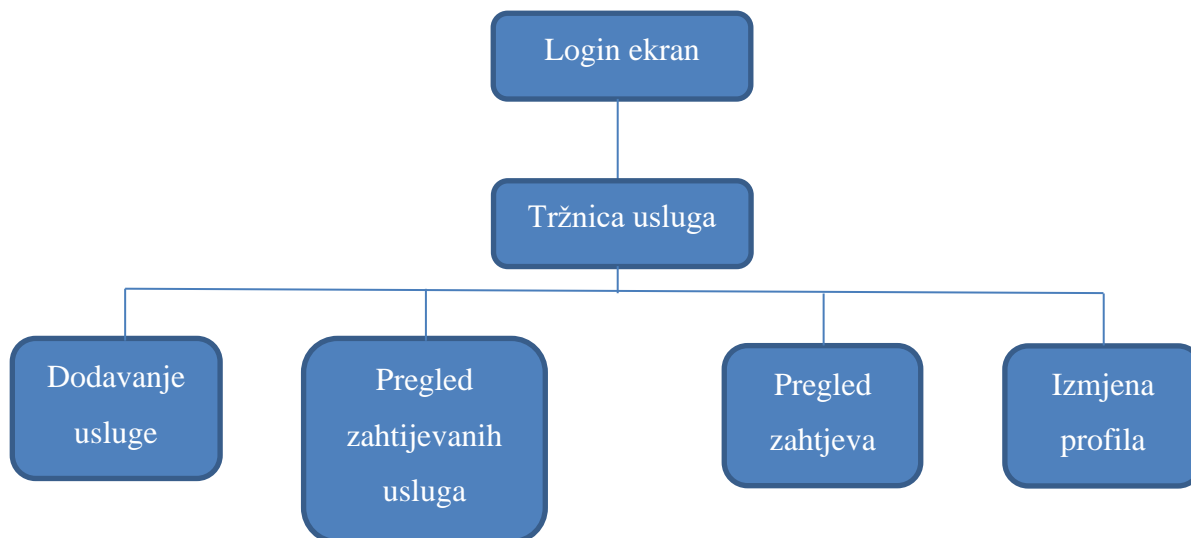 Login ekran
Tržnica usluga
Dodavanje
usluge
Pregled
zahtijevanih
usluga
Pregled
zahtjeva
Izmjena
profila